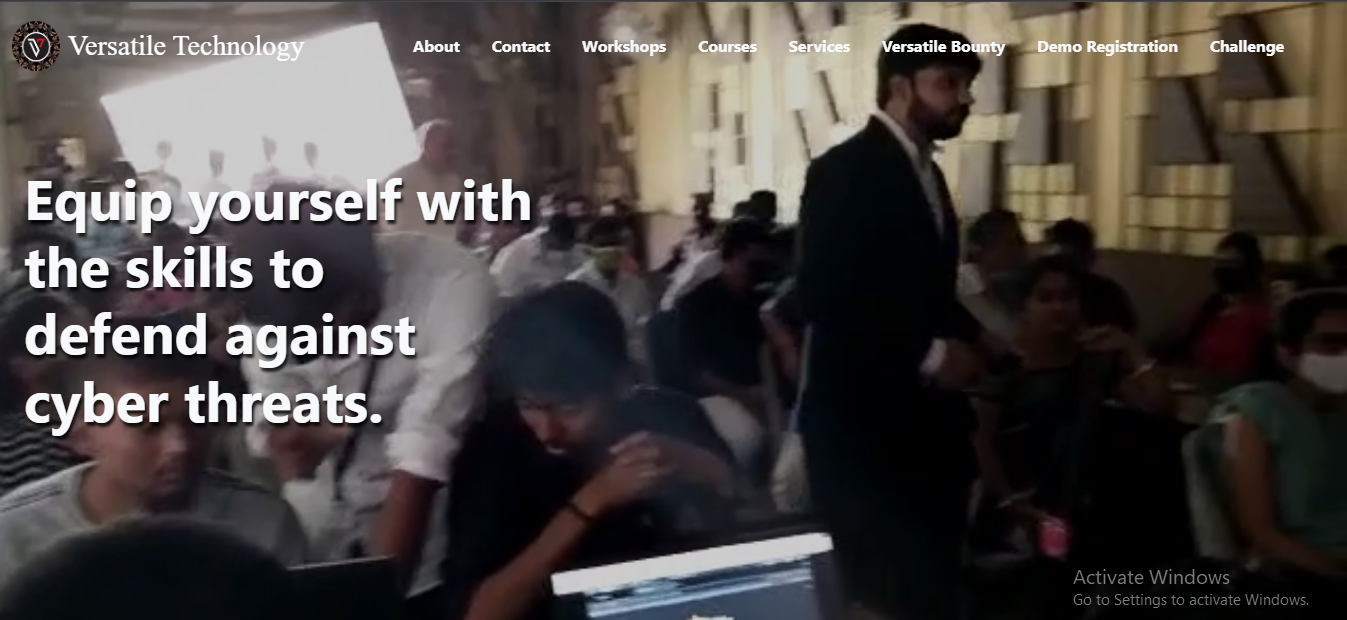 Versatile Technology
About Contact Workshops Courses Services Versatile Bounty Demo Registration Challenge
Equip yourself with
the skills to
defend against
cyber threats.
Activate Windows
Go to Settings to activate Windows.